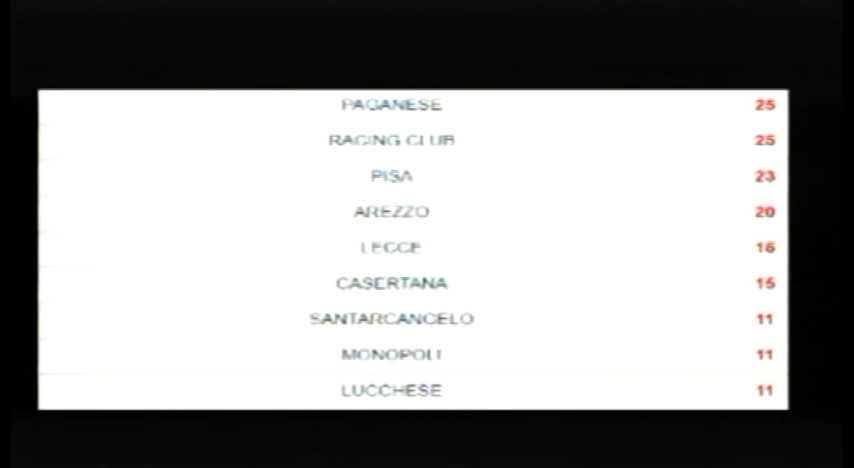 PAGANESE 25
RACING CLUB 25
PISA 23
AREZZO 20
LECCE 16
CASERTANA 15
SANTARCANGELO 11
MONOPOLI 11
LUCCHESE 11